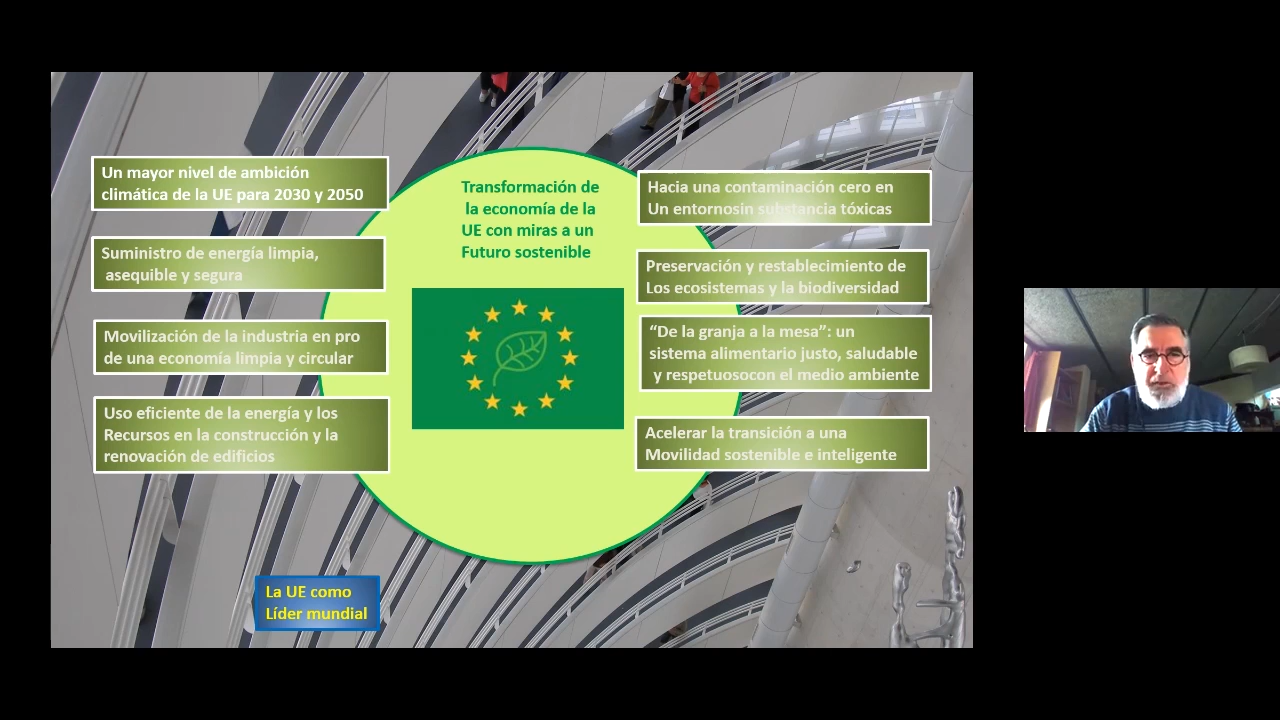 Un mayor nivel de ambición
climática de la UE para 2030 y 2050
Suministro de energía limpia,
asequible y segura
Movilización de la industria en pro
de una economía limpia y circular
Uso eficiente de la energía y los
Recursos en la construcción y la
renovación de edificios
Transformación de
la economía de la
UE con miras a un
Futuro sostenible
Hacia una contaminación cero en
Un entornosin substancia tóxicas
Preservación y restablecimiento de
Los ecosistemas y la biodiversidad
“De la granja a la mesa”: un
sistema alimentario justo, saludable
y respetuosocon el medio ambiente
Acelerar la transición a una
Movilidad sostenible e inteligente
La UE como
Líder mundial